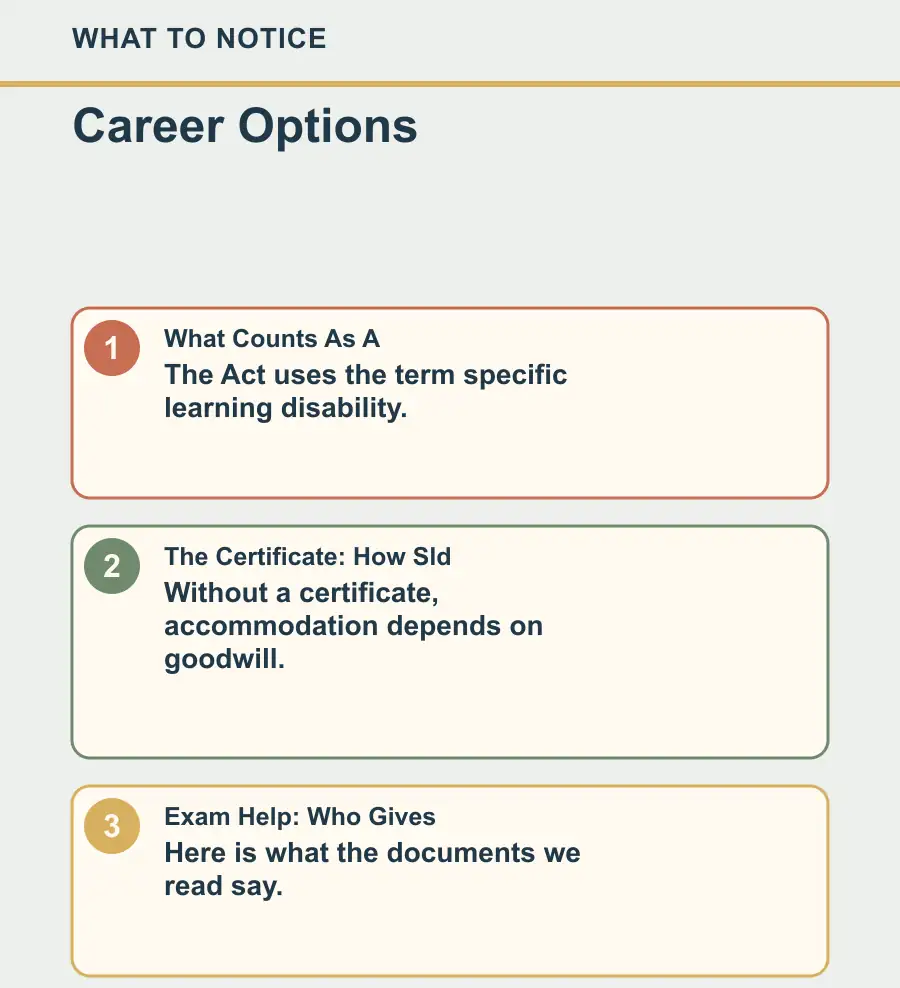 WHAT TO NOTICE
Career Options
1
What Counts As A
The Act uses the term specific
learning disability.
2
The Certificate: How Sld
Without a certificate,
accommodation depends on
goodwill.
3
Exam Help: Who Gives
Here is what the documents we
read say.